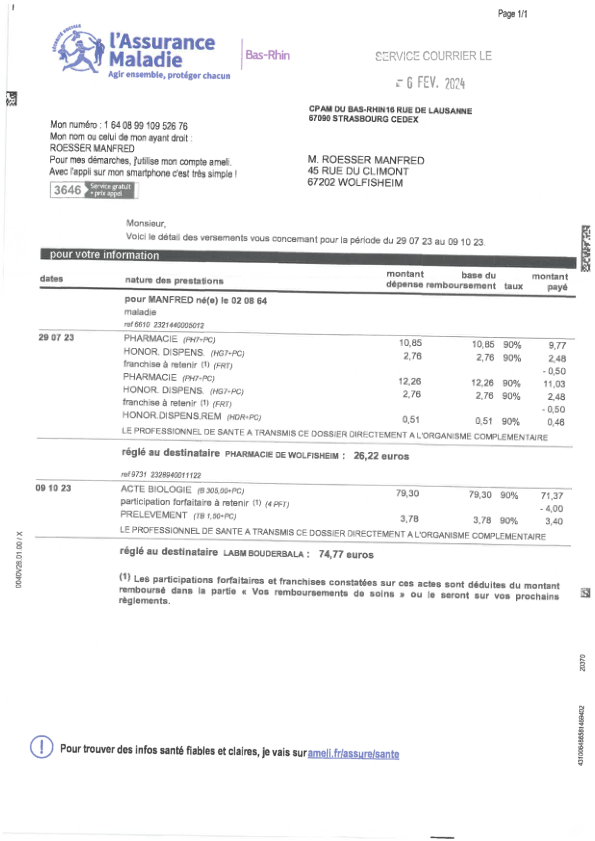 Page 1/1
SÉCURITÉ SOCIALE
l'Assurance
Maladie
Agir ensemble, protéger chacun
Bas-Rhin
SERVICE COURRIER LE
- 6 FEV. 2024
CPAM DU BAS-RHIN16 RUE DE LAUSANNE
67090 STRASBOURG CEDEX
Mon numéro : 1 64 08 99 109 526 76
Mon nom ou celui de mon ayant droit :
ROESSER MANFRED
Pour mes démarches, j'utilise mon compte ameli.
Avec l'appli sur mon smartphone c'est très simple !
3646 Service gratuit + prix appel
M. ROESSER MANFRED
45 RUE DU CLIMONT
67202 WOLFISHEIM
Monsieur,
Voici le détail des versements vous concernant pour la période du 29 07 23 au 09 10 23.
pour votre information
dates nature des prestations montant dépense base du remboursement taux montant payé
pour MANFRED né(e) le 02 08 64
maladie
ref 6610 2321440005012
29 07 23 PHARMACIE (PH7+PC) 10,85 10,85 90% 9,77
HONOR. DISPENS. (HG7+PC) 2,76 2,76 90% 2,48
franchise à retenir (1) (FRT) - 0,50
PHARMACIE (PH7+PC) 12,26 12,26 90% 11,03
HONOR. DISPENS. (HG7+PC) 2,76 2,76 90% 2,48
franchise à retenir (1) (FRT) - 0,50
HONOR.DISPENS.REM (HDR+PC) 0,51 0,51 90% 0,46
LE PROFESSIONNEL DE SANTE A TRANSMIS CE DOSSIER DIRECTEMENT A L'ORGANISME COMPLEMENTAIRE
réglé au destinataire PHARMACIE DE WOLFISHEIM : 26,22 euros
ref 9731 2328940011122
09 10 23 ACTE BIOLOGIE (B 305,00+PC) 79,30 79,30 90% 71,37
participation forfaitaire à retenir (1) (4 PFT) - 4,00
PRELEVEMENT (TB 1,50+PC) 3,78 3,78 90% 3,40
LE PROFESSIONNEL DE SANTE A TRANSMIS CE DOSSIER DIRECTEMENT A L'ORGANISME COMPLEMENTAIRE
réglé au destinataire LABM BOUDERBALA : 74,77 euros
(1) Les participations forfaitaires et franchises constatées sur ces actes sont déduites du montant
remboursé dans la partie « Vos remboursements de soins » ou le seront sur vos prochains
règlements.
004DV28.01.00 / X
20370
Pour trouver des infos santé fiables et claires, je vais sur ameli.fr/assure/sante